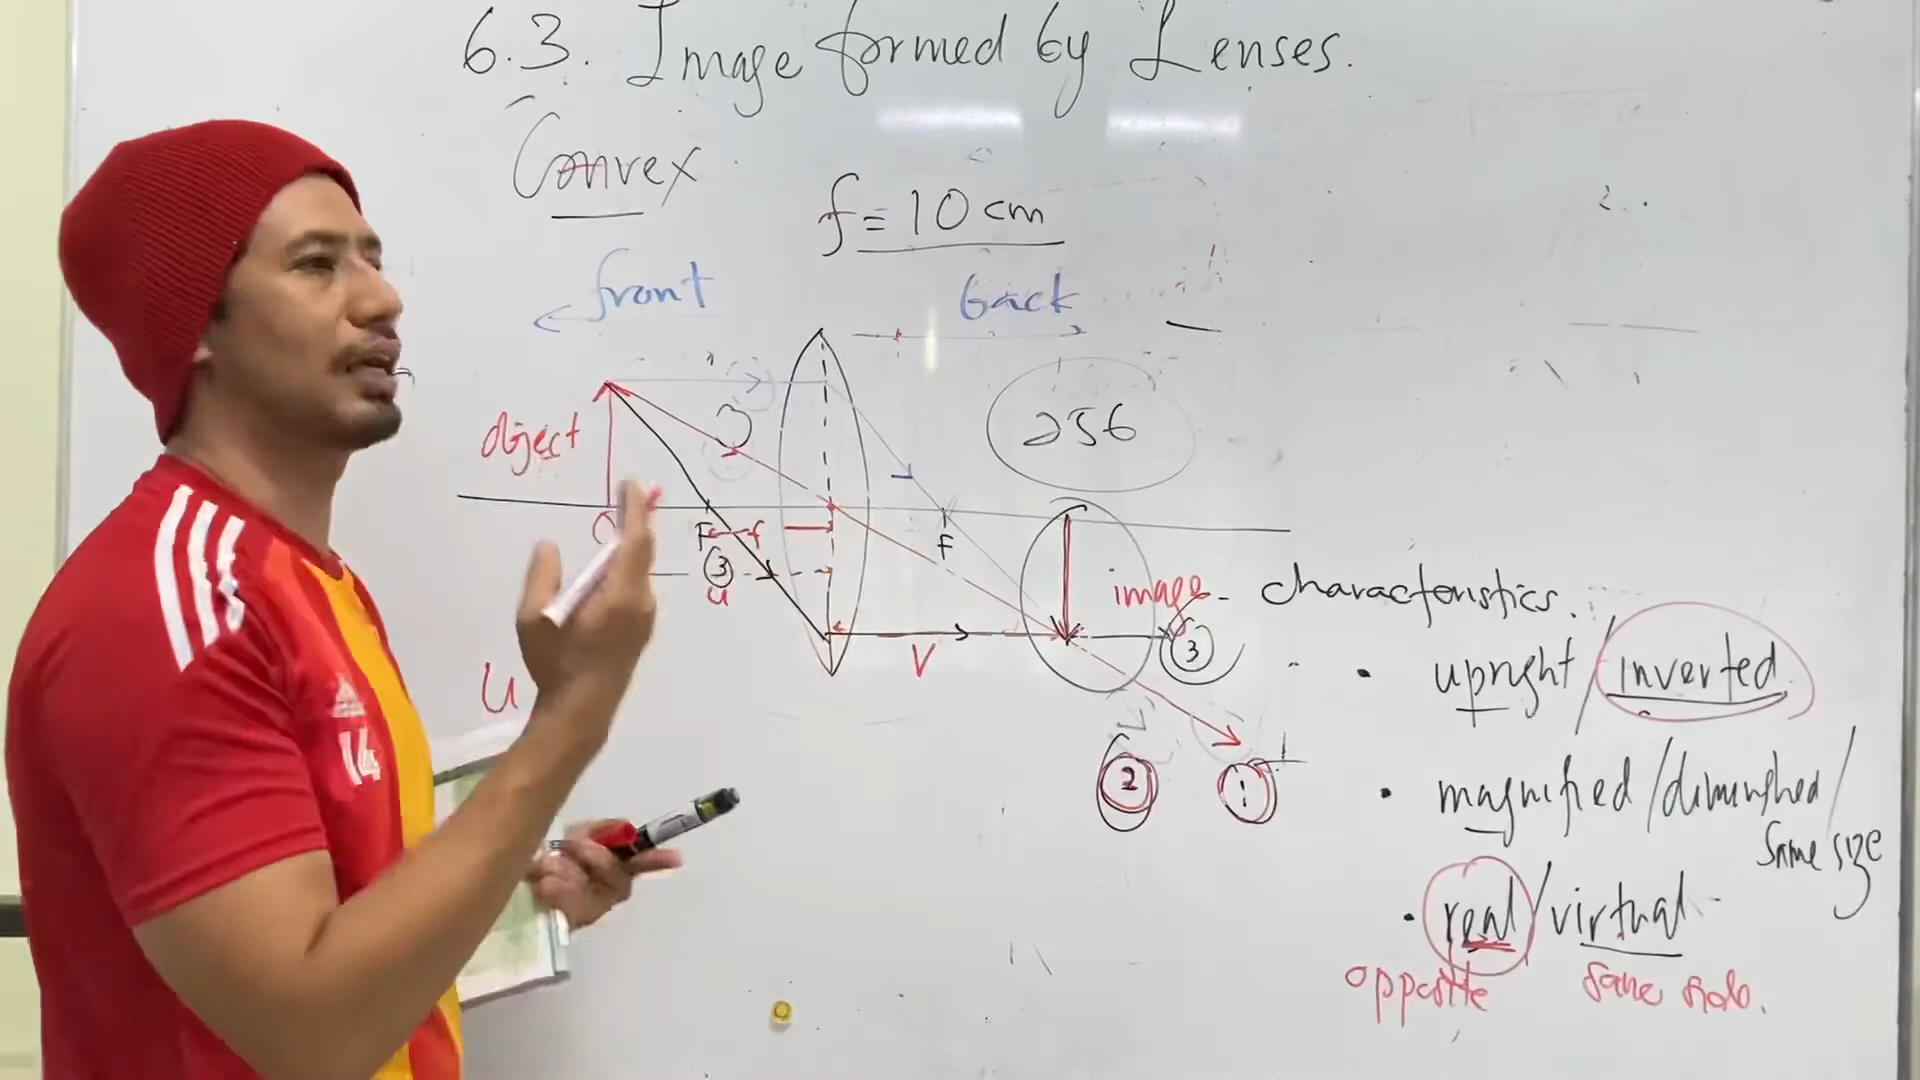 6.3. Image formed by Lenses.
Convex
f = 10 cm
front
back
object
3
256
F
f
F
3
u
image - characteristics.
V
3
u
• upright / inverted
2
1
• magnified / diminished /
same size
• real / virtual
opposite
same side.
14